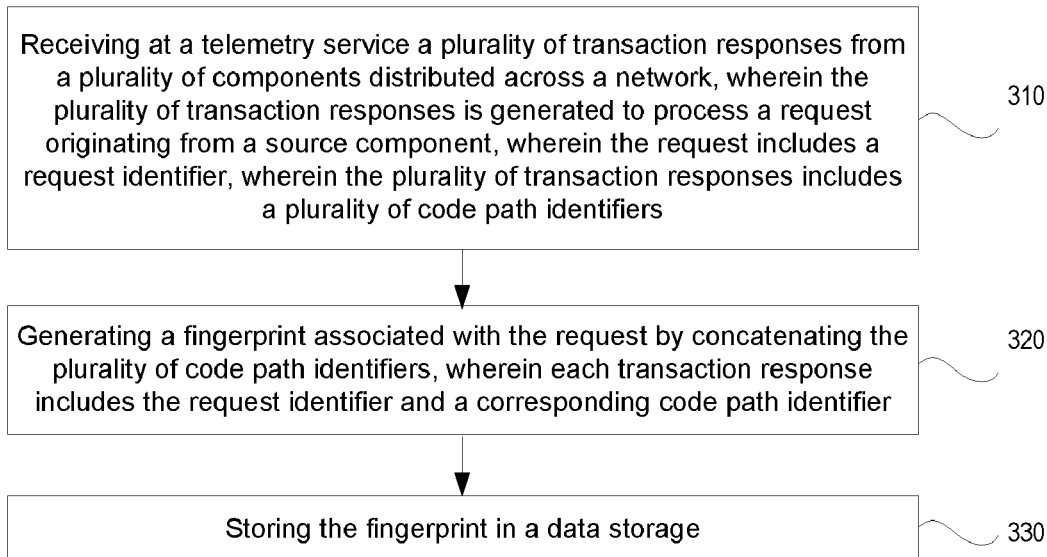 Receiving at a telemetry service a plurality of transaction responses from
a plurality of components distributed across a network, wherein the
plurality of transaction responses is generated to process a request
originating from a source component, wherein the request includes a
request identifier, wherein the plurality of transaction responses includes
a plurality of code path identifiers
310
Generating a fingerprint associated with the request by concatenating the
plurality of code path identifiers, wherein each transaction response
includes the request identifier and a corresponding code path identifier
320
Storing the fingerprint in a data storage
330